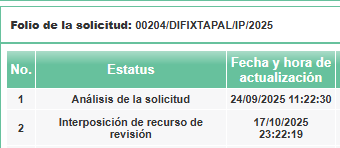 Folio de la solicitud: 00204/DIFIXTAPAL/IP/2025
No. Estatus Fecha y hora de
actualización
1 Análisis de la solicitud 24/09/2025 11:22:30
2 Interposición de recurso de
revisión 17/10/2025
23:22:19